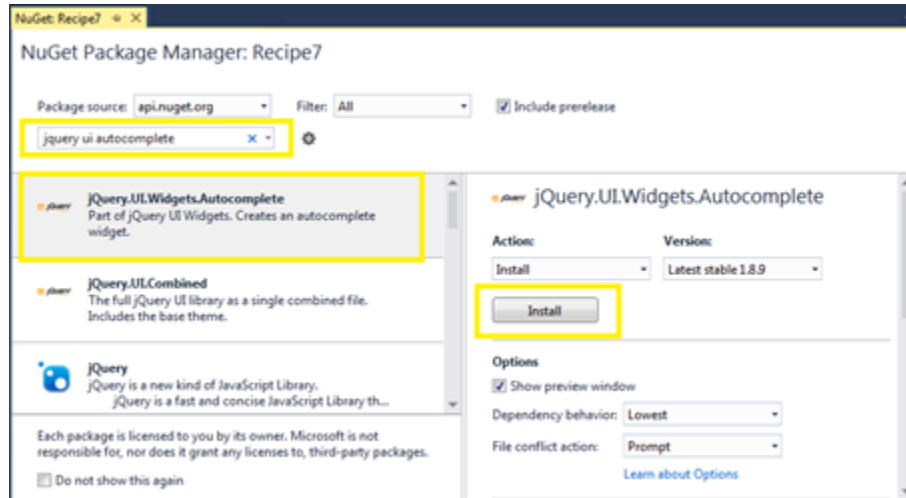 NuGet: Recipe7
NuGet Package Manager: Recipe7
Package source: api.nuget.org Filter: All Include prerelease
jquery ui autocomplete
jQuery.UI.Widgets.Autocomplete
Part of jQuery UI Widgets. Creates an autocomplete
widget.
jQuery.UI.Combined
The full jQuery UI library as a single combined file.
Includes the base theme.
jQuery
jQuery is a new kind of JavaScript Library.
jQuery is a fast and concise JavaScript Library th...
Each package is licensed to you by its owner. Microsoft is not
responsible for, nor does it grant any licenses to, third-party packages.
Do not show this again
jQuery.UI.Widgets.Autocomplete
Action: Version:
Install Latest stable 1.8.9
Install
Options
Show preview window
Dependency behavior: Lowest
File conflict action: Prompt
Learn about Options